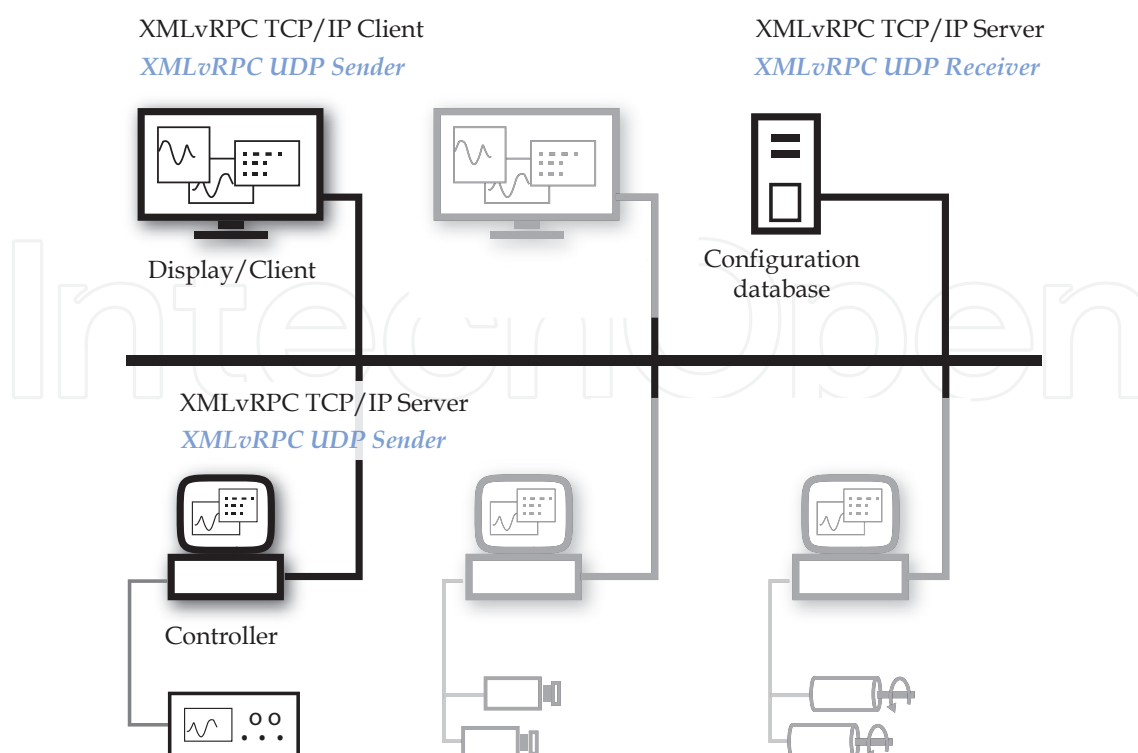 XMLvRPC TCP/IP Client
XMLvRPC UDP Sender
XMLvRPC TCP/IP Server
XMLvRPC UDP Receiver
Display/Client
Configuration
database
IntechOpen
XMLvRPC TCP/IP Server
XMLvRPC UDP Sender
Controller